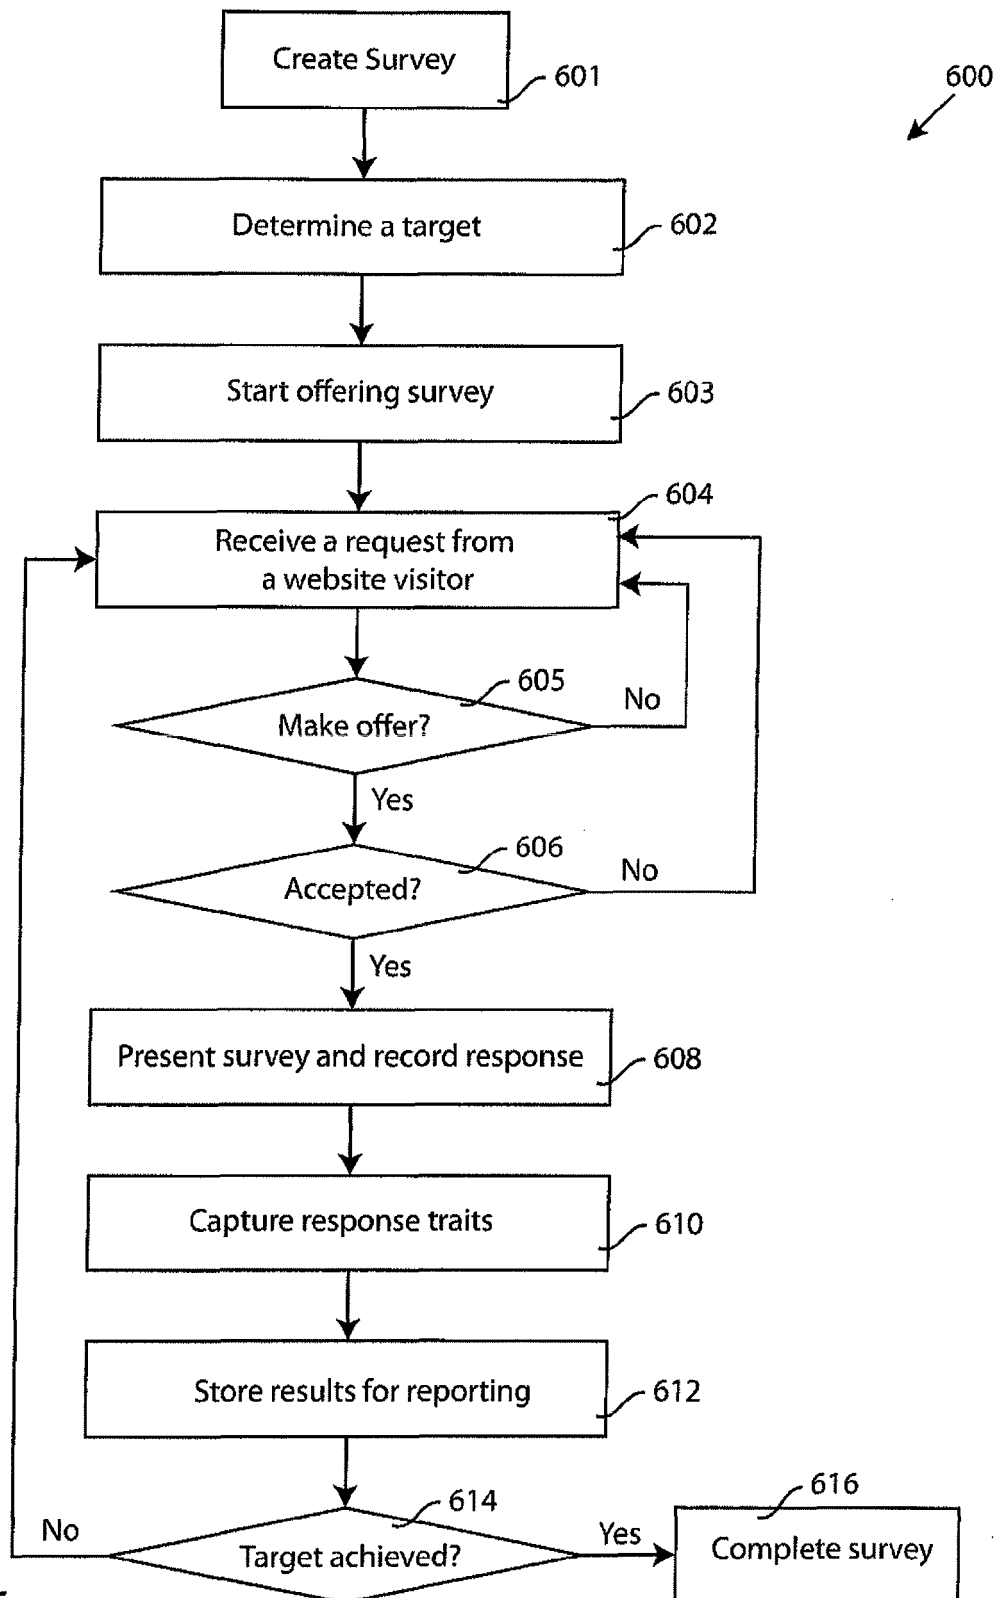 Create Survey
601
600
Determine a target
602
Start offering survey
603
604
Receive a request from
a website visitor
605
Make offer?
No
Yes
606
Accepted?
No
Yes
Present survey and record response
608
Capture response traits
610
Store results for reporting
612
614
616
No
Target achieved?
Yes
Complete survey